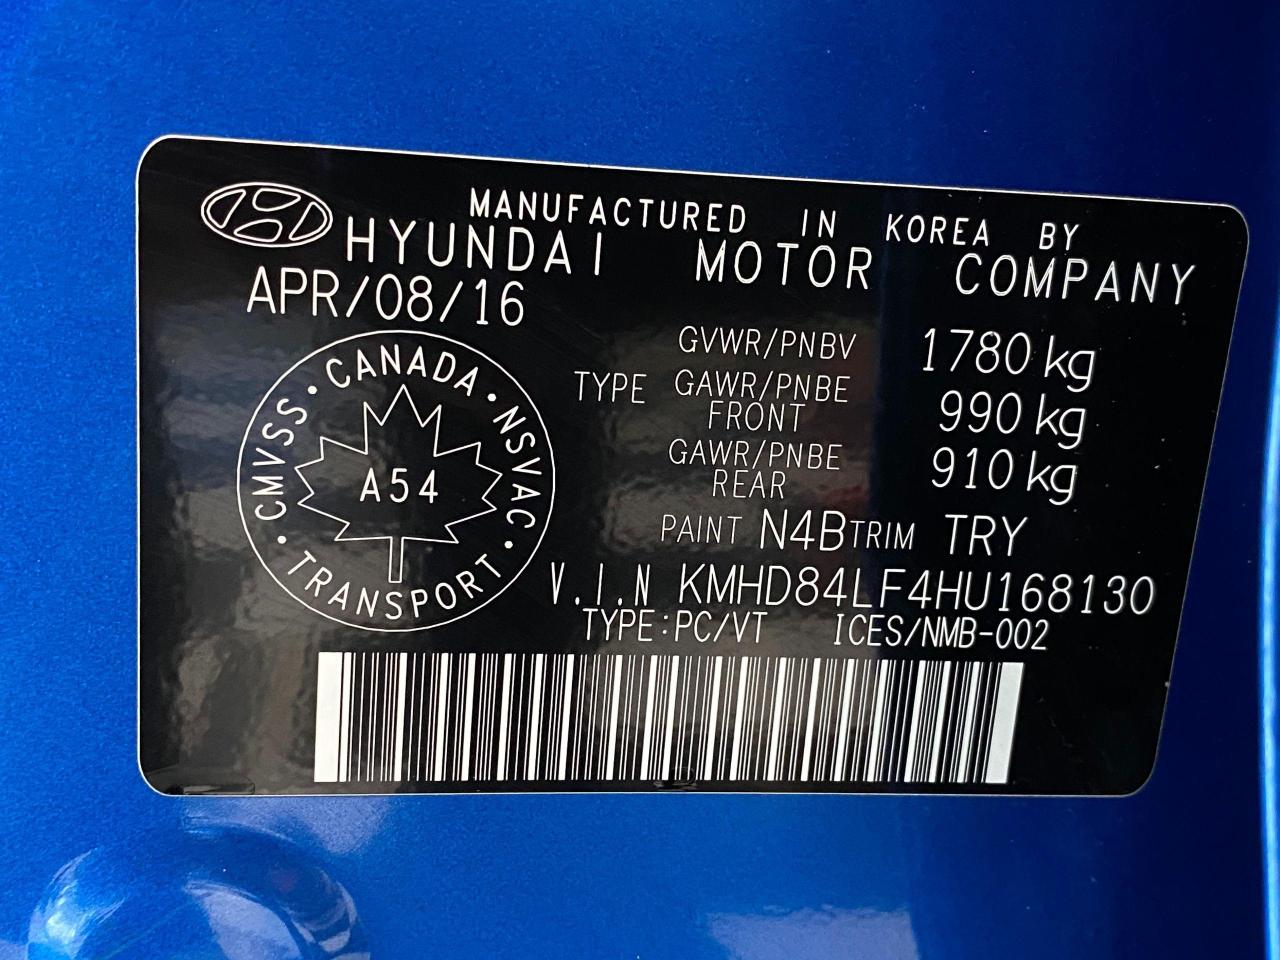 MANUFACTURED IN KOREA BY
HYUNDAI MOTOR COMPANY
APR/08/16
GVWR/PNBV 1780 kg
TYPE GAWR/PNBE FRONT 990 kg
GAWR/PNBE REAR 910 kg
PAINT N4B TRIM TRY
CANADA · NSVAC · TRANSPORT · CMVSS ·
A54
V.I.N KMHD84LF4HU168130
TYPE:PC/VT ICES/NMB-002